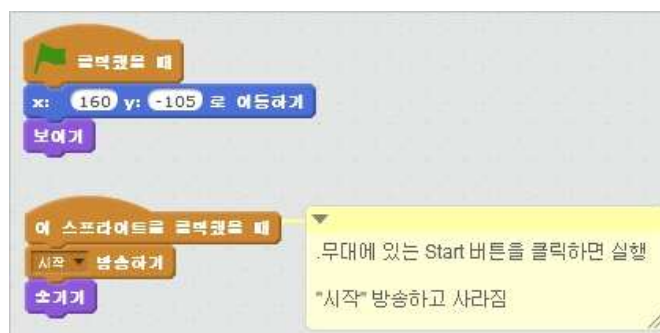 클릭했을 때
x: 160 y: -105 로 이동하기
보이기
이 스프라이트를 클릭했을 때
시작 방송하기
숨기기
.무대에 있는 Start 버튼을 클릭하면 실행
"시작" 방송하고 사라짐